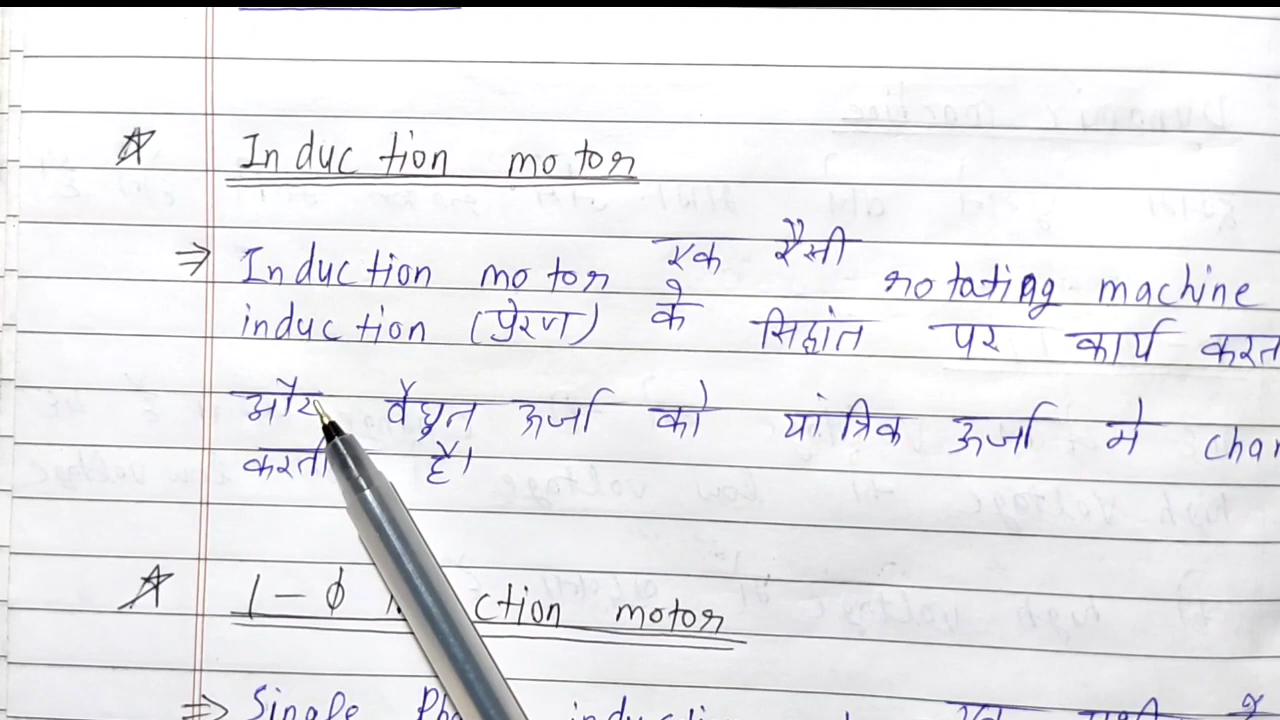 Induction motor
Induction motor एक ऐसी rotating machine
induction (प्रेरण) के सिद्धांत पर कार्य करत
और वैद्युत ऊर्जा को यांत्रिक ऊर्जा मे chan
करती है।
1-ϕ ction motor
Single